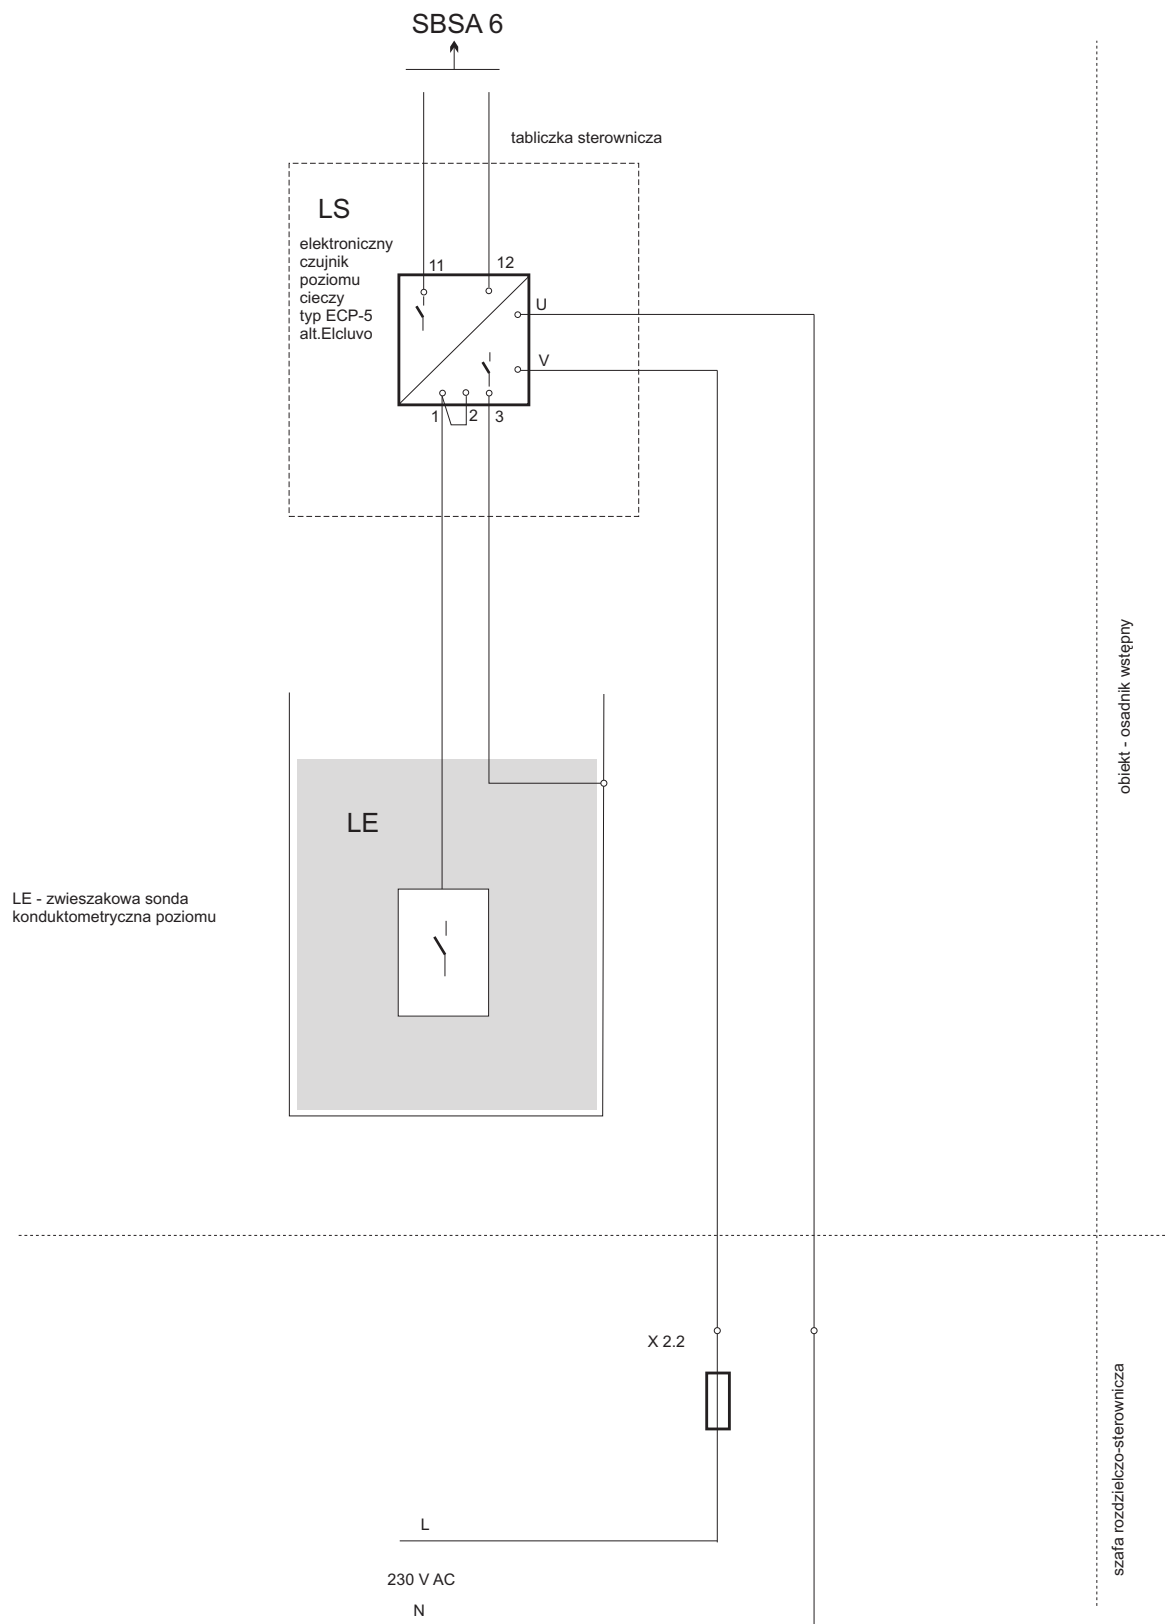 SBSA 6
tabliczka sterownicza
LS
elektroniczny
czujnik
poziomu
cieczy
typ ECP-5
alt.Elcluvo
11
12
U
V
1
2
3
LE
LE - zwieszakowa sonda
konduktometryczna poziomu
obiekt - osadnik wstępny
X 2.2
L
230 V AC
N
szafa rozdzielczo-sterownicza